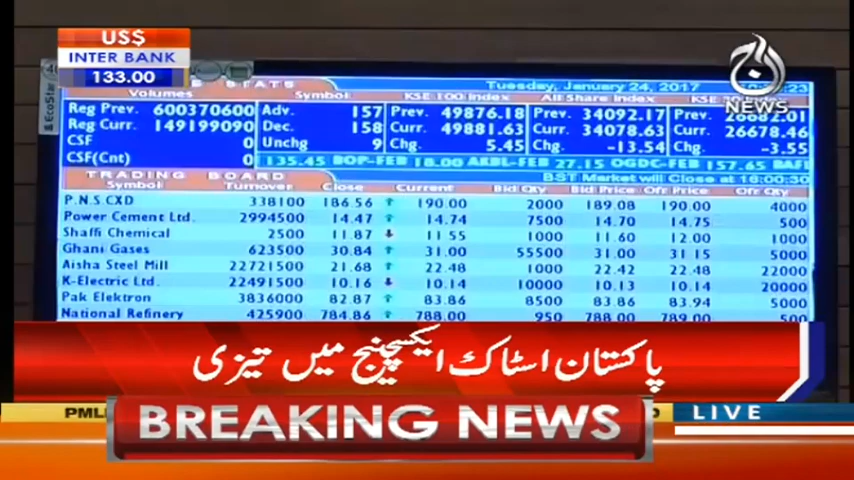 US$
INTER BANK
133.00
EcoStar
STATS
Tuesday, January 24, 2017
آج
NEWS
Volumes Symbol KSE 100 Index All Share Index
Reg Prev. 600370600 Adv. 157 Prev. 49876.18 Prev. 34092.17 Prev.
Reg Curr. 149199090 Dec. 158 Curr. 49881.63 Curr. 34078.63 Curr. 26678.46
CSF 0 Unchg 9 Chg. 5.45 Chg. -13.54 Chg. -3.55
CSF(Cnt) 0 135.45 BOP-FEB 18.00 AKBL-FEB 27.15 OGDC-FEB 157.65 BAFL
TRADING BOARD BST Market will Close at 16:00:30
Symbol Turnover Close Current Bid Qty Bid Price Ofr Price Ofr Qty
P.N.S.CXD 338100 186.56 ↑ 190.00 2000 189.08 190.00 4000
Power Cement Ltd. 2994500 14.47 ↑ 14.74 7500 14.70 14.75 500
Shaffi Chemical 2500 11.87 ↓ 11.55 1000 11.60 12.00 1000
Ghani Gases 623500 30.84 ↑ 31.00 55500 31.00 31.15 5000
Aisha Steel Mill 22721500 21.68 ↑ 22.48 1000 22.42 22.48 22000
K-Electric Ltd. 22491500 10.16 ↓ 10.14 10000 10.13 10.14 20000
Pak Elektron 3836000 82.87 ↑ 83.86 8500 83.86 83.94 5000
National Refinery 425900 784.86 ↑ 788.00 950 788.00 789.00 500
پاکستان اسٹاک ایکسچینج میں تیزی
PML
BREAKING NEWS
LIVE